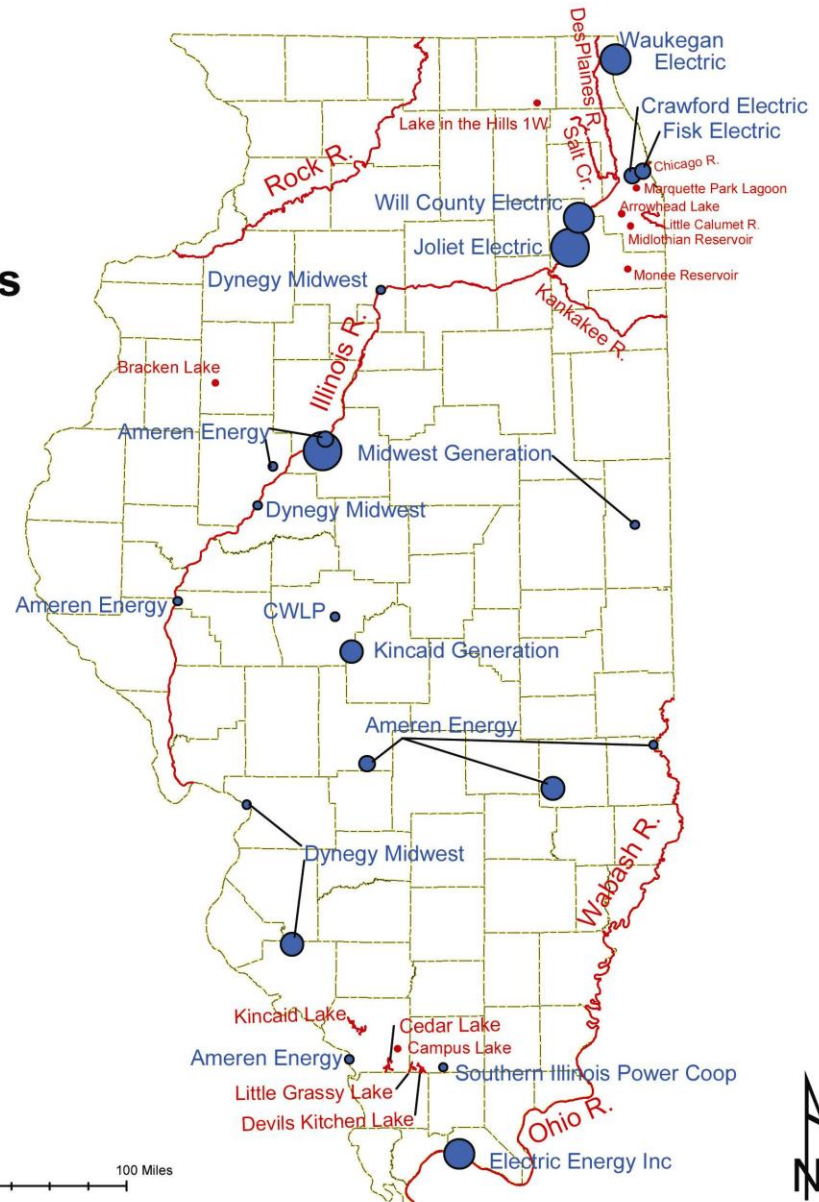 Waukegan
Electric
DesPlaines R.
Crawford Electric
Fisk Electric
Lake in the Hills 1W
Salt Cr.
Chicago R.
Rock R.
Marquette Park Lagoon
Will County Electric
Arrowhead Lake
Little Calumet R.
Midlothian Reservoir
Joliet Electric
s
Dynegy Midwest
Monee Reservoir
Kankakee R.
Illinois R.
Bracken Lake
Ameren Energy
Midwest Generation
Dynegy Midwest
Ameren Energy
CWLP
Kincaid Generation
Ameren Energy
Dynegy Midwest
Wabash R.
Kincaid Lake
Cedar Lake
Campus Lake
Ameren Energy
Southern Illinois Power Coop
Little Grassy Lake
Devils Kitchen Lake
Ohio R.
Electric Energy Inc
100 Miles
N